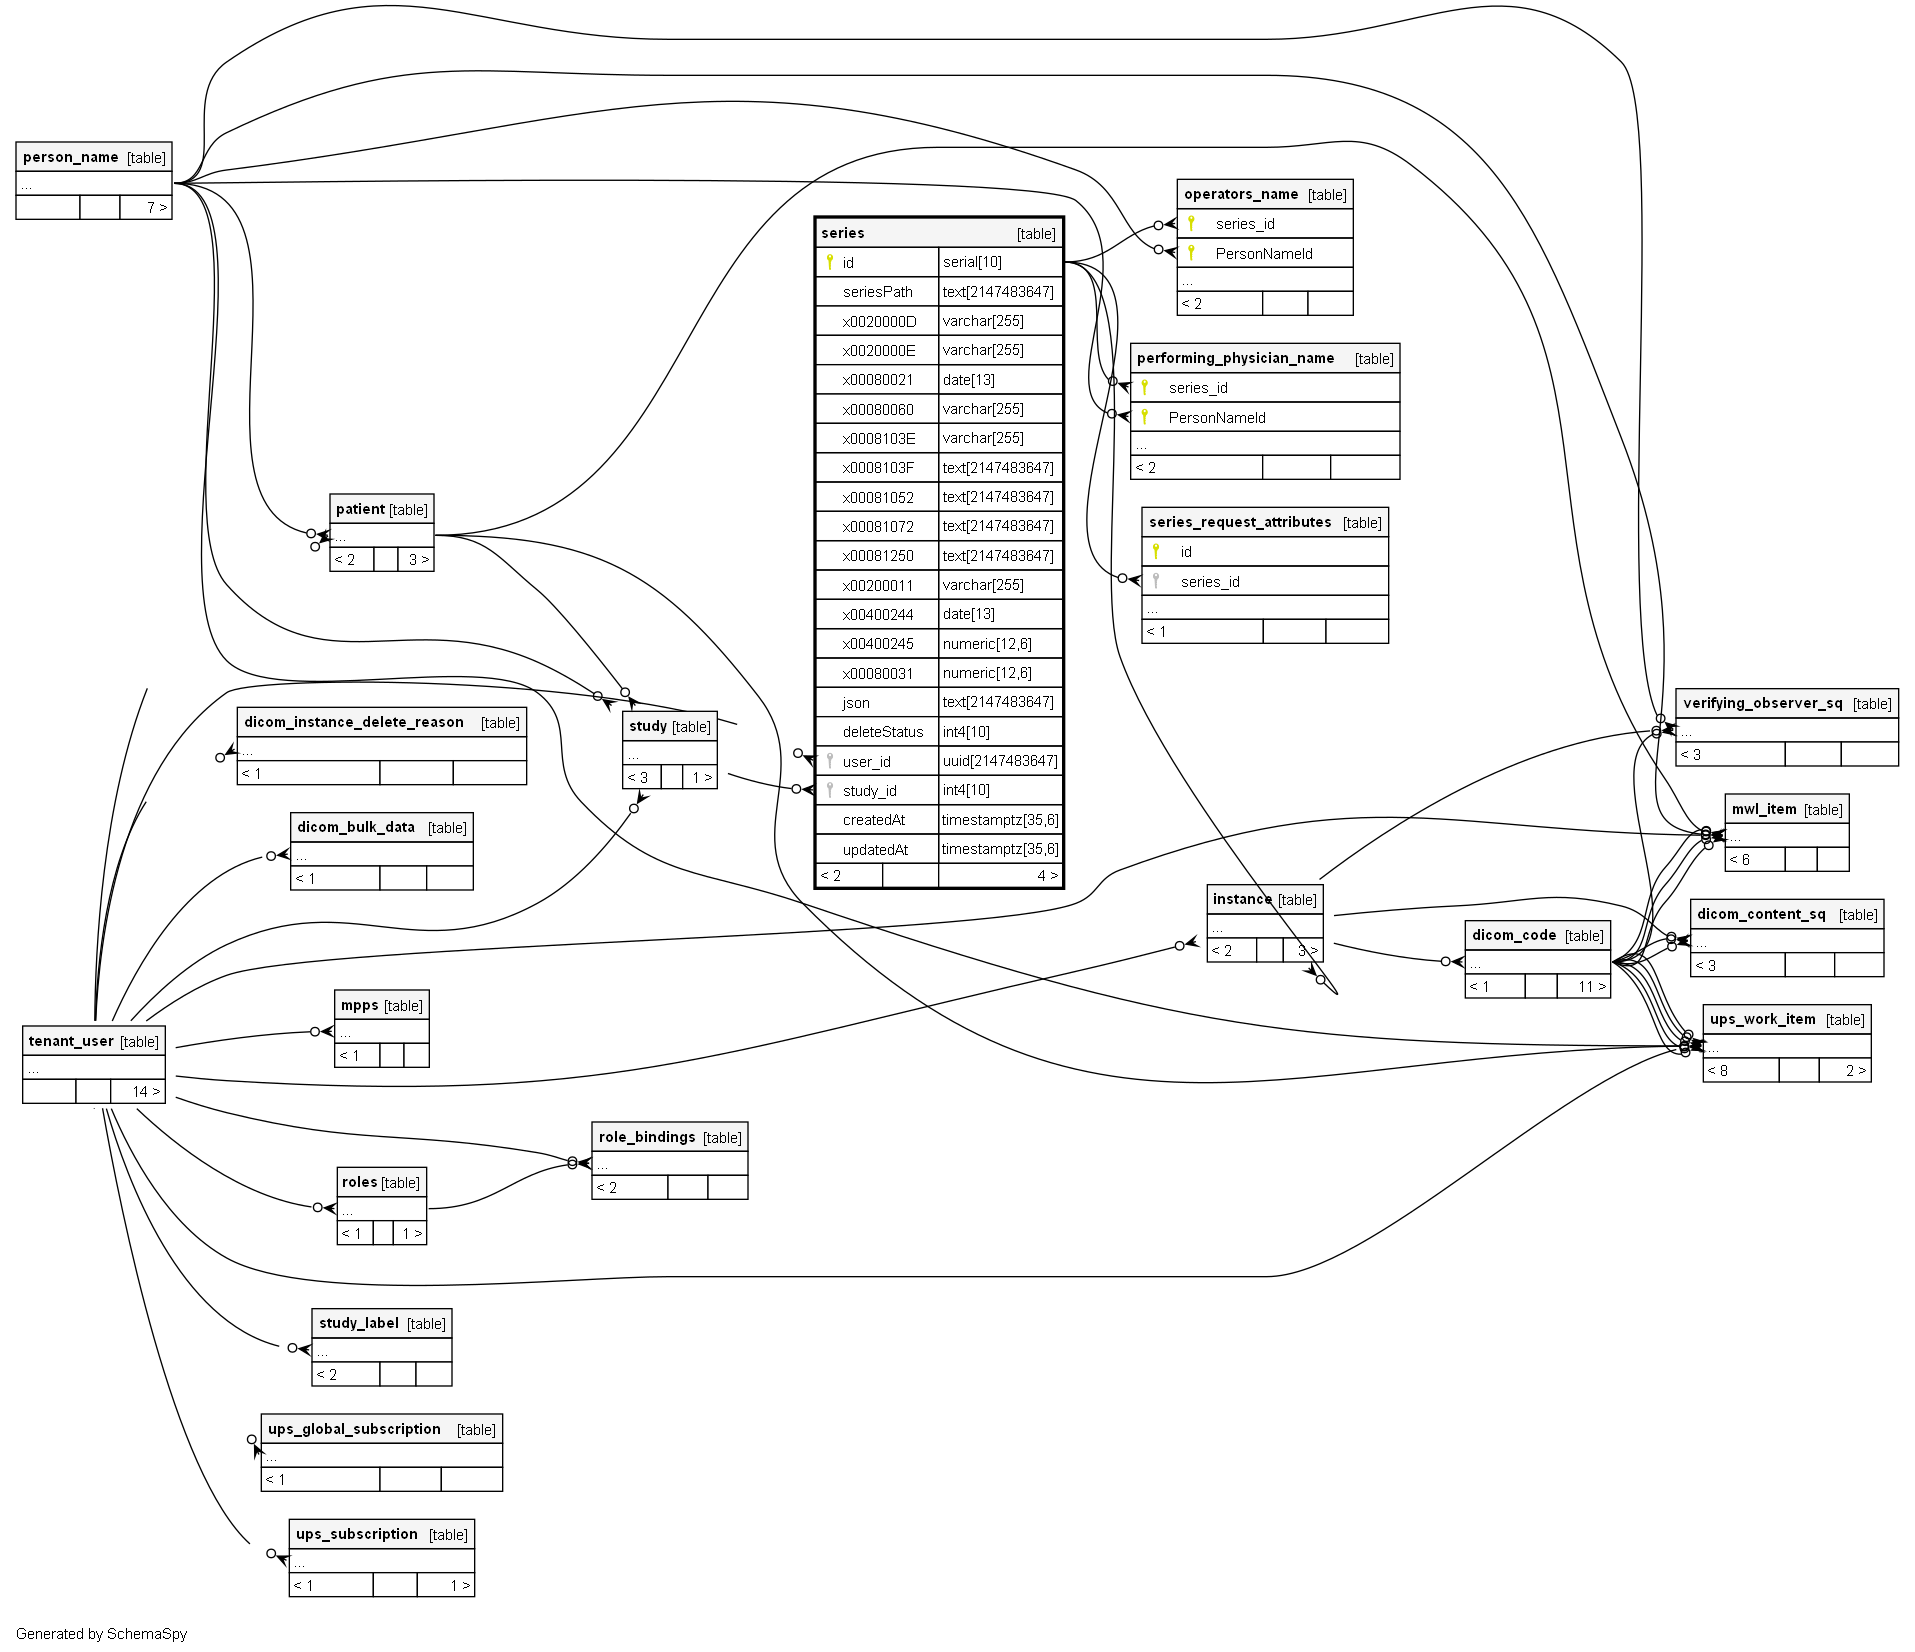 person_name [table]
...
7 >
operators_name [table]
series_id
PersonNameId
...
< 2
series [table]
id serial[10]
seriesPath text[2147483647]
x0020000D varchar[255]
x0020000E varchar[255]
x00080021 date[13]
x00080060 varchar[255]
x0008103E varchar[255]
x0008103F text[2147483647]
x00081052 text[2147483647]
x00081072 text[2147483647]
x00081250 text[2147483647]
x00200011 varchar[255]
x00400244 date[13]
x00400245 numeric[12,6]
x00080031 numeric[12,6]
json text[2147483647]
deleteStatus int4[10]
user_id uuid[2147483647]
study_id int4[10]
createdAt timestamptz[35,6]
updatedAt timestamptz[35,6]
< 2 4 >
performing_physician_name [table]
series_id
PersonNameId
...
< 2
patient [table]
...
< 2 3 >
series_request_attributes [table]
id
series_id
...
< 1
verifying_observer_sq [table]
...
< 3
dicom_instance_delete_reason [table]
...
< 1
study [table]
...
< 3 1 >
mwl_item [table]
...
< 6
dicom_bulk_data [table]
...
< 1
instance [table]
...
< 2 3 >
dicom_content_sq [table]
...
< 3
dicom_code [table]
...
< 1 11 >
mpps [table]
...
< 1
ups_work_item [table]
...
< 8 2 >
tenant_user [table]
...
14 >
role_bindings [table]
...
< 2
roles [table]
...
< 1 1 >
study_label [table]
...
< 2
ups_global_subscription [table]
...
< 1
ups_subscription [table]
...
< 1 1 >
Generated by SchemaSpy